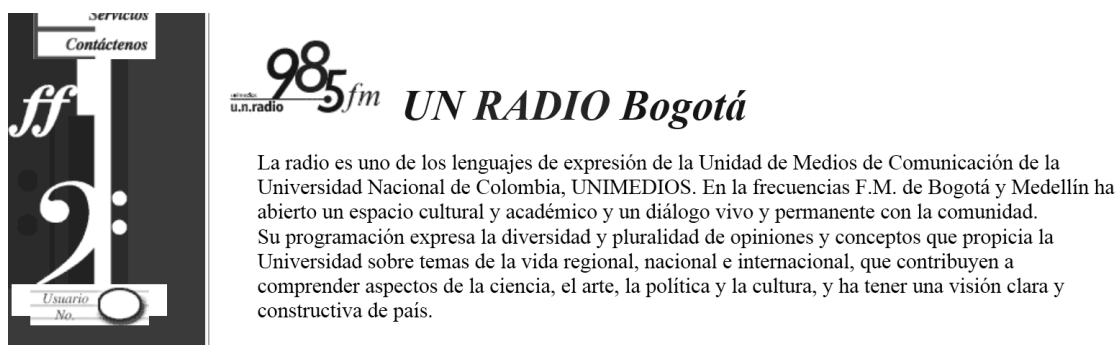 Servicios
Contáctenos
ff
Usuario
No.
985 fm
unimedios
u.n.radio
UN RADIO Bogotá
La radio es uno de los lenguajes de expresión de la Unidad de Medios de Comunicación de la
Universidad Nacional de Colombia, UNIMEDIOS. En la frecuencias F.M. de Bogotá y Medellín ha
abierto un espacio cultural y académico y un diálogo vivo y permanente con la comunidad.
Su programación expresa la diversidad y pluralidad de opiniones y conceptos que propicia la
Universidad sobre temas de la vida regional, nacional e internacional, que contribuyen a
comprender aspectos de la ciencia, el arte, la política y la cultura, y ha tener una visión clara y
constructiva de país.